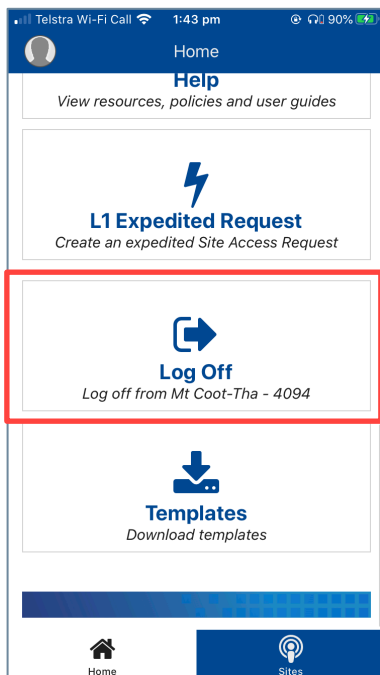 Telstra Wi-Fi Call 1:43 pm 90%
Home
Help
View resources, policies and user guides
L1 Expedited Request
Create an expedited Site Access Request
Log Off
Log off from Mt Coot-Tha - 4094
Templates
Download templates
Home Sites